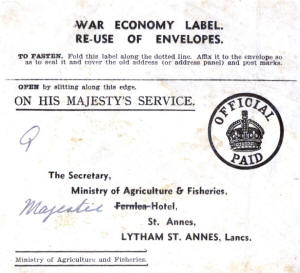 WAR ECONOMY LABEL.
RE-USE OF ENVELOPES.
TO FASTEN. Fold this label along the dotted line. Affix it to the envelope so
as to seal it and cover the old address (or address panel) and post marks.
OPEN by slitting along this edge.
ON HIS MAJESTY'S SERVICE.
OFFICIAL
PAID
The Secretary,
Ministry of Agriculture & Fisheries,
Majestic Fernlea Hotel,
St. Annes,
LYTHAM ST. ANNES, Lancs.
Ministry of Agriculture and Fisheries.